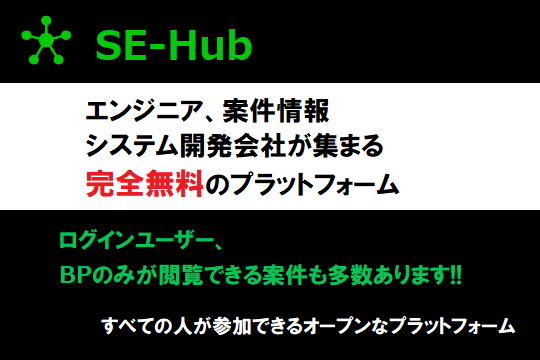 SE-Hub
エンジニア、案件情報
システム開発会社が集まる
完全無料のプラットフォーム
ログインユーザー、
BPのみが閲覧できる案件も多数あります!!
すべての人が参加できるオープンなプラットフォーム